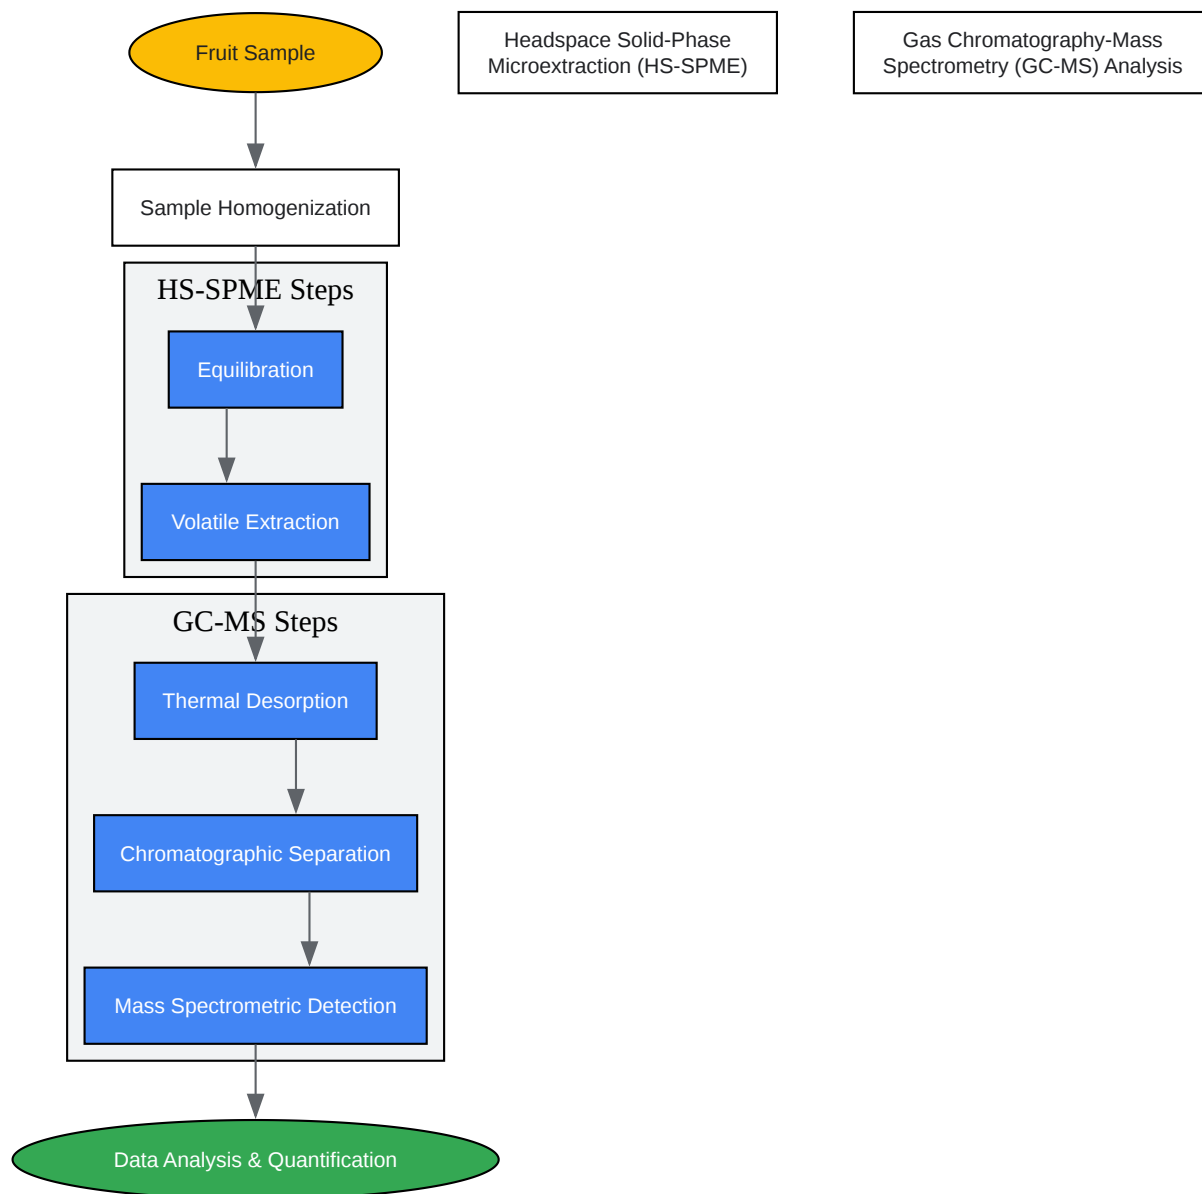 Fruit Sample
Headspace Solid-Phase
Microextraction (HS-SPME)
Gas Chromatography-Mass
Spectrometry (GC-MS) Analysis
Sample Homogenization
HS-SPME Steps
Equilibration
Volatile Extraction
GC-MS Steps
Thermal Desorption
Chromatographic Separation
Mass Spectrometric Detection
Data Analysis & Quantification